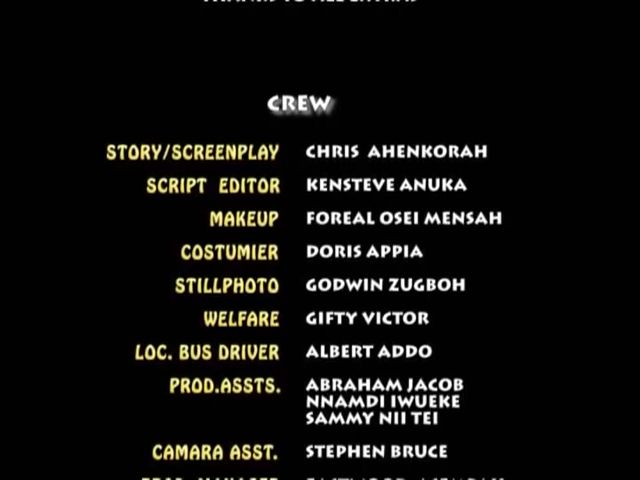 CREW
STORY/SCREENPLAY CHRIS AHENKORAH
SCRIPT EDITOR KENSTEVE ANUKA
MAKEUP FOREAL OSEI MENSAH
COSTUMIER DORIS APPIA
STILLPHOTO GODWIN ZUGBOH
WELFARE GIFTY VICTOR
LOC. BUS DRIVER ALBERT ADDO
PROD.ASSTS. ABRAHAM JACOB
NNAMDI IWUEKE
SAMMY NII TEI
CAMARA ASST. STEPHEN BRUCE